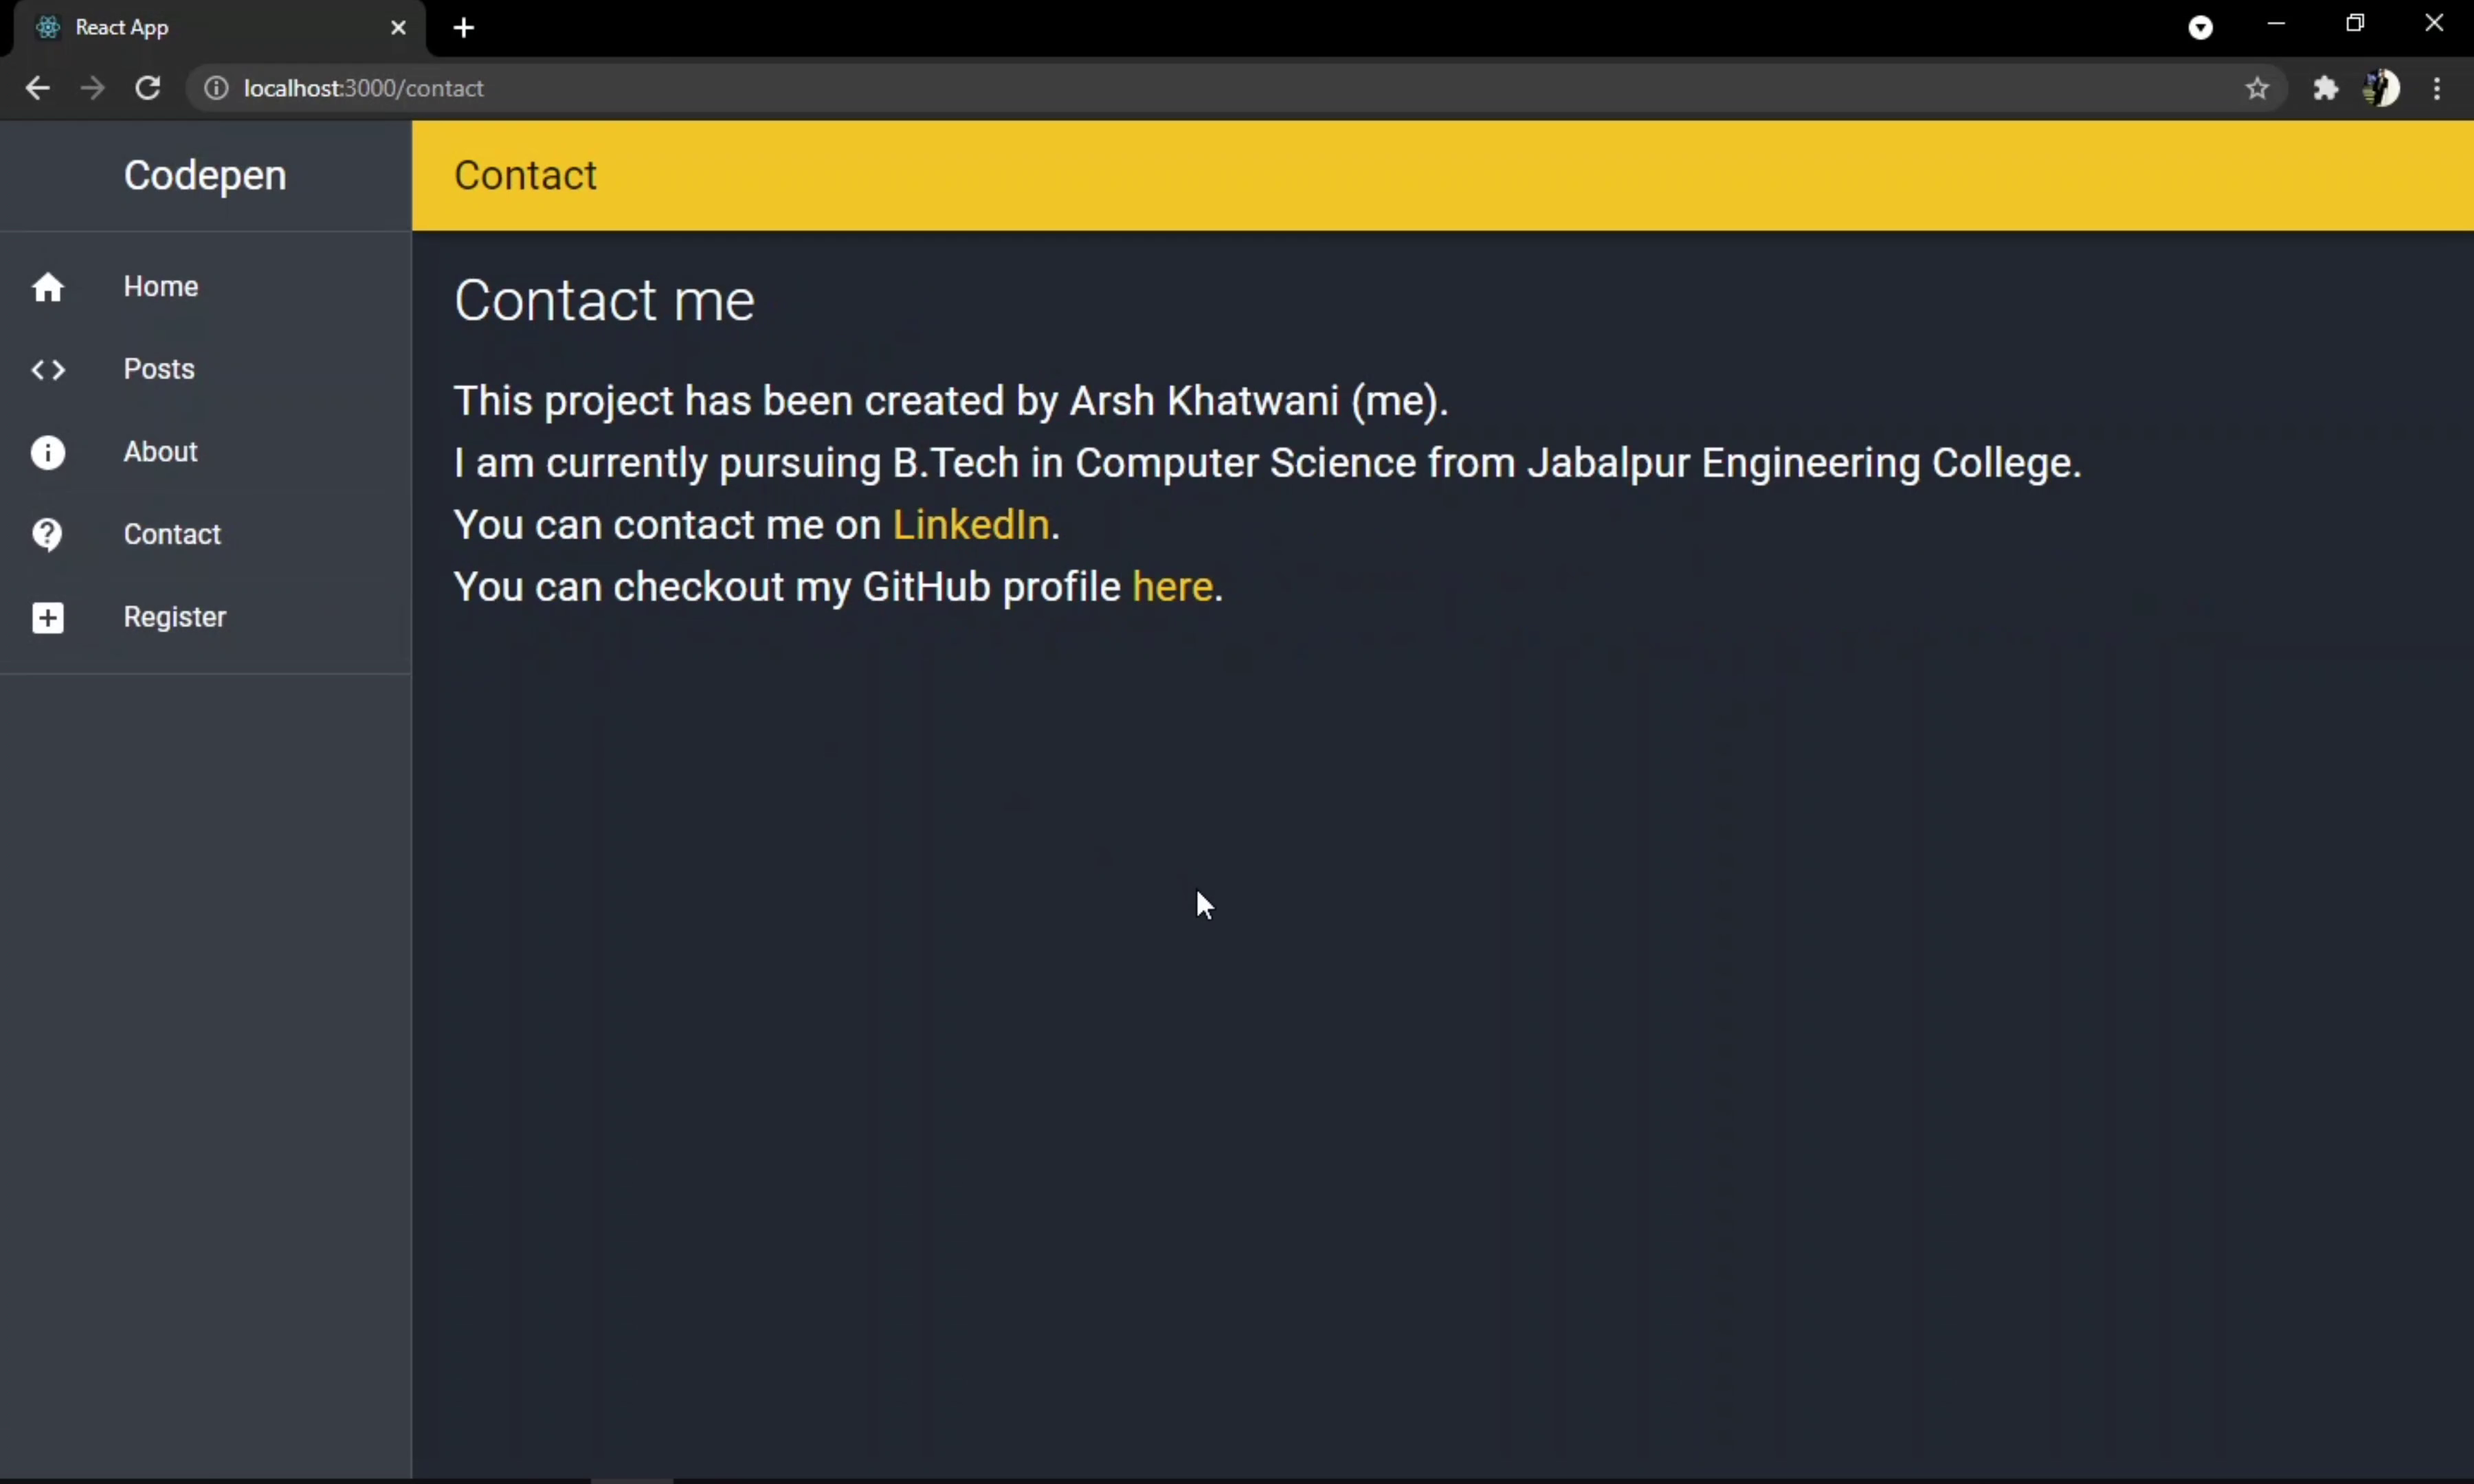 React App
localhost:3000/contact
Codepen
Contact
Home
Posts
About
Contact
Register
Contact me
This project has been created by Arsh Khatwani (me).
I am currently pursuing B.Tech in Computer Science from Jabalpur Engineering College.
You can contact me on LinkedIn.
You can checkout my GitHub profile here.